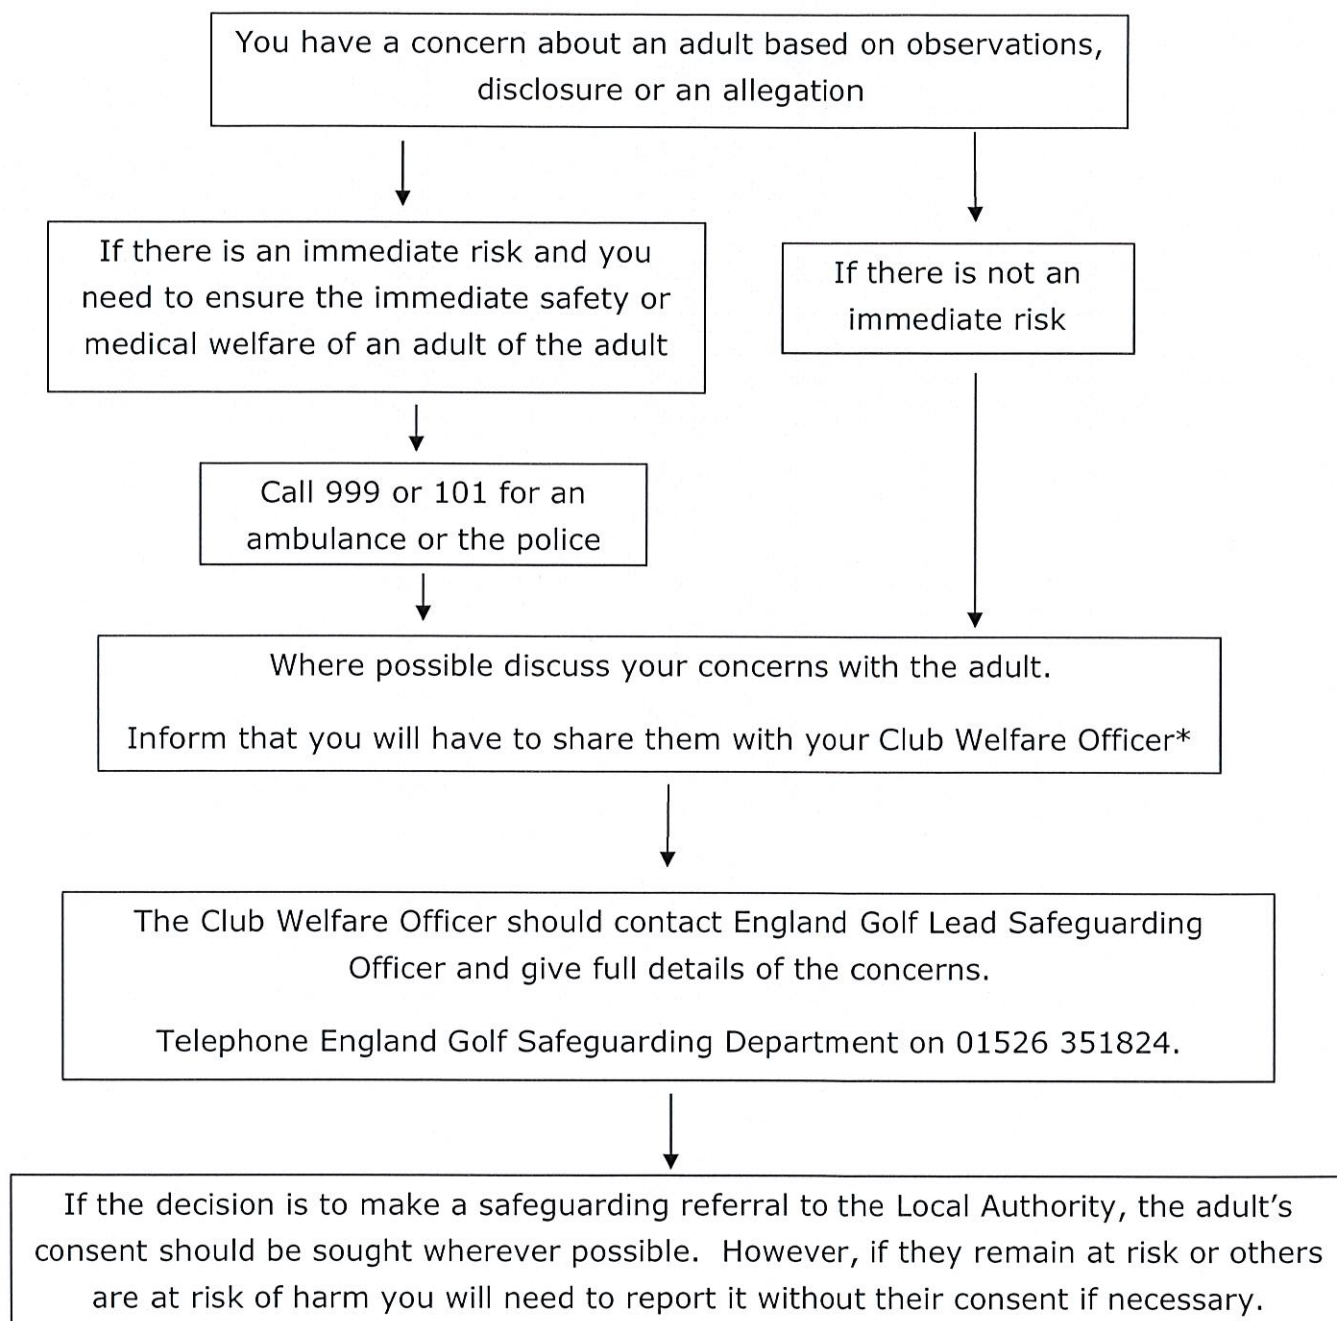 You have a concern about an adult based on observations,
disclosure or an allegation
If there is an immediate risk and you
need to ensure the immediate safety or
medical welfare of an adult of the adult
If there is not an
immediate risk
Call 999 or 101 for an
ambulance or the police
Where possible discuss your concerns with the adult.
Inform that you will have to share them with your Club Welfare Officer*
The Club Welfare Officer should contact England Golf Lead Safeguarding
Officer and give full details of the concerns.
Telephone England Golf Safeguarding Department on 01526 351824.
If the decision is to make a safeguarding referral to the Local Authority, the adult’s
consent should be sought wherever possible.  However, if they remain at risk or others
are at risk of harm you will need to report it without their consent if necessary.